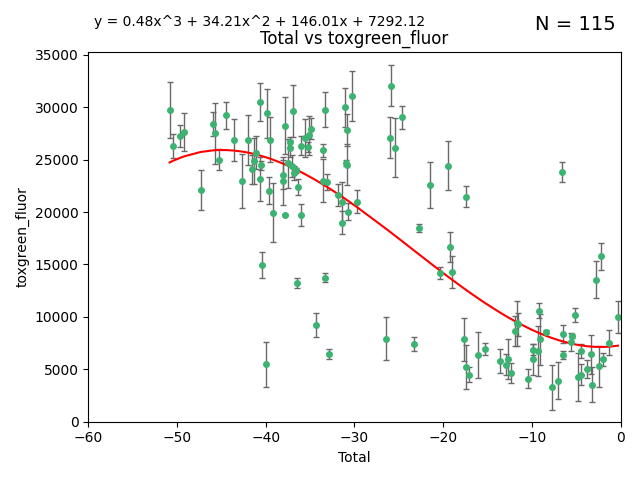 y = 0.48x^3 + 34.21x^2 + 146.01x + 7292.12
N = 115
Total vs toxgreen_fluor
35000
30000
25000
20000
15000
10000
5000
0
toxgreen_fluor
−60 −50 −40 −30 −20 −10 0
Total